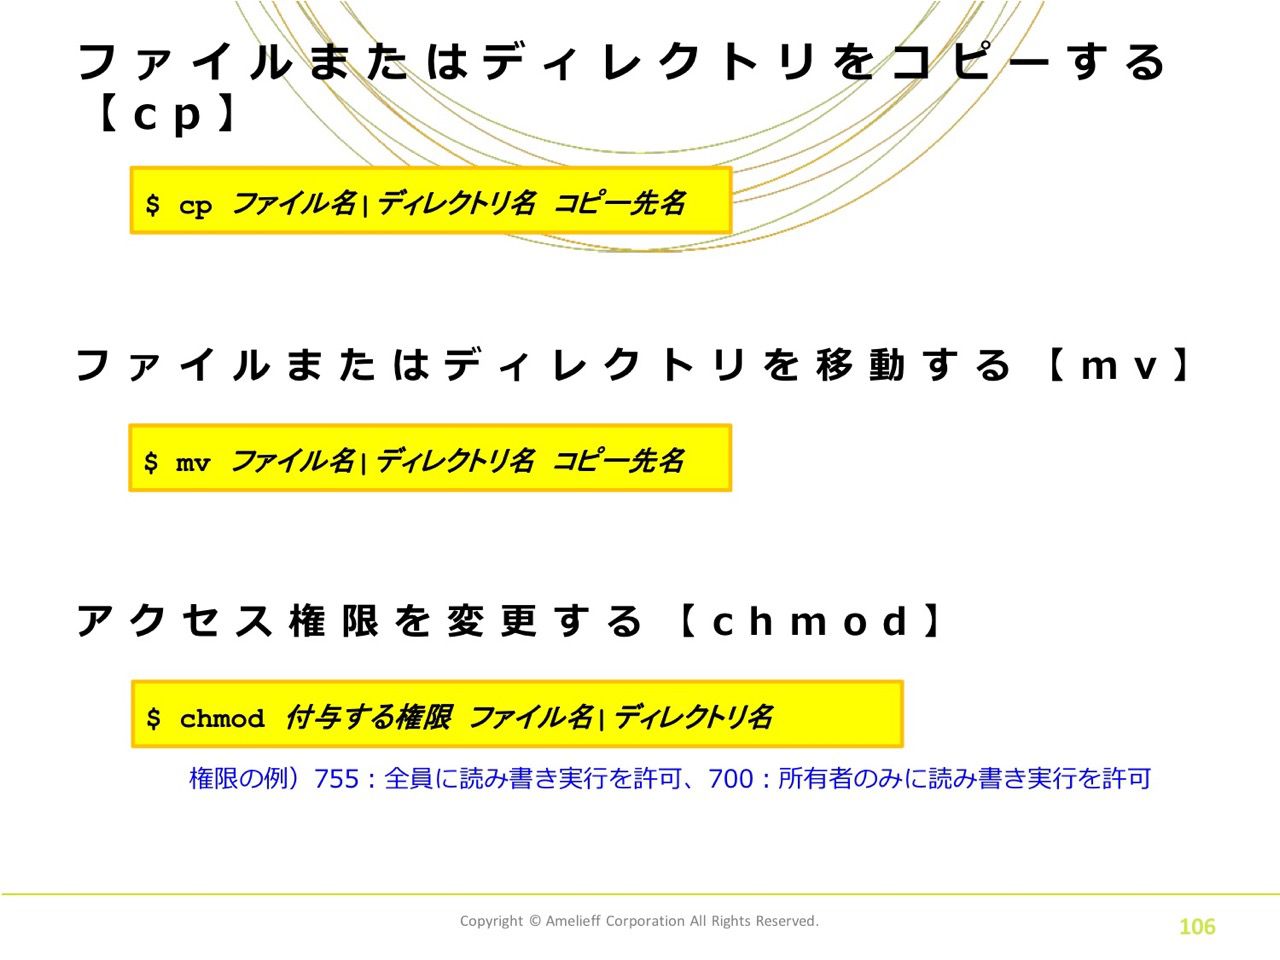 ファイルまたはディレクトリをコピーする
【cp】
$ cp ファイル名|ディレクトリ名 コピー先名
ファイルまたはディレクトリを移動する【mv】
$ mv ファイル名|ディレクトリ名 コピー先名
アクセス権限を変更する【chmod】
$ chmod 付与する権限 ファイル名|ディレクトリ名
権限の例）755：全員に読み書き実行を許可、700：所有者のみに読み書き実行を許可
Copyright © Amelieff Corporation All Rights Reserved.
106